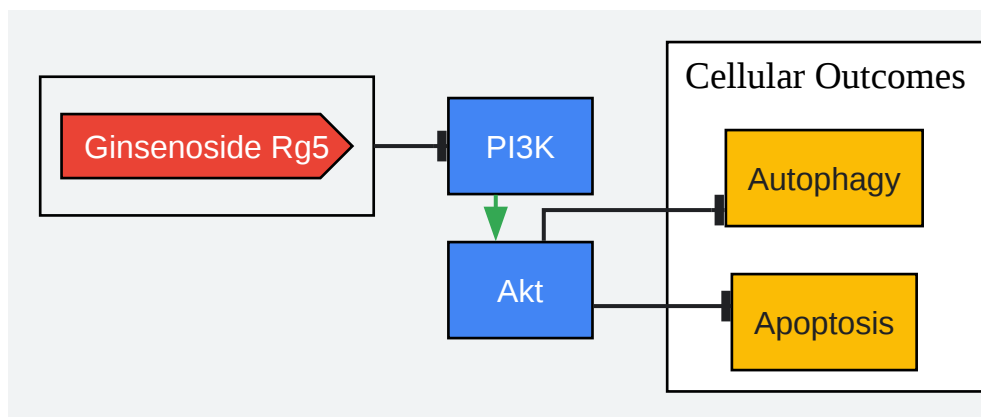 Cellular Outcomes
Ginsenoside Rg5
PI3K
Autophagy
Akt
Apoptosis